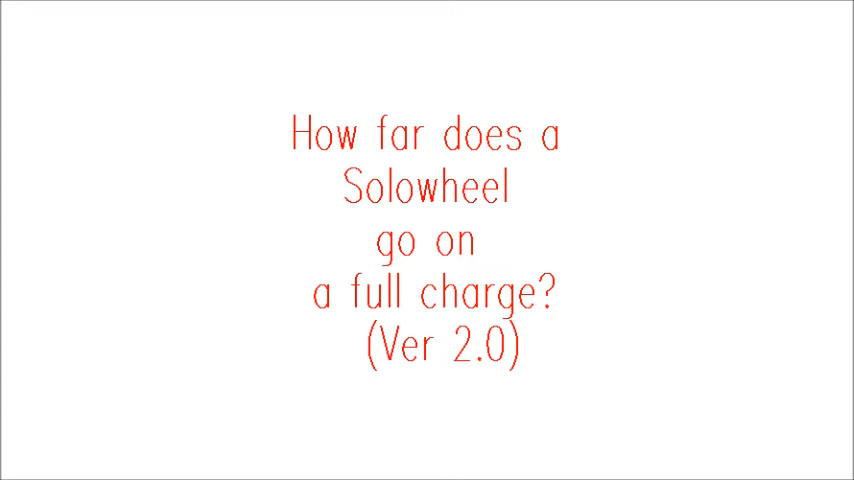 How far does a
Solowheel
go on
a full charge?
(Ver 2.0)